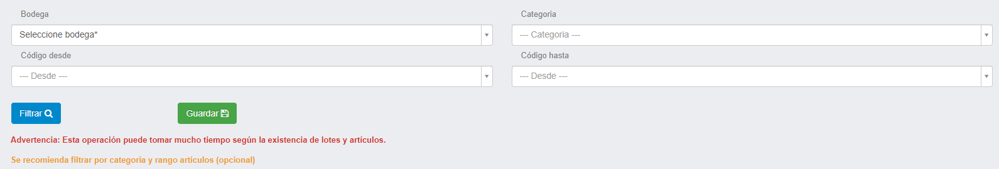 Bodega
Categoria
Seleccione bodega*
--- Categoria ---
Código desde
Código hasta
--- Desde ---
--- Desde ---
Filtrar
Guardar
Advertencia: Esta operación puede tomar mucho tiempo según la existencia de lotes y artículos.
Se recomienda filtrar por categoria y rango articulos (opcional)